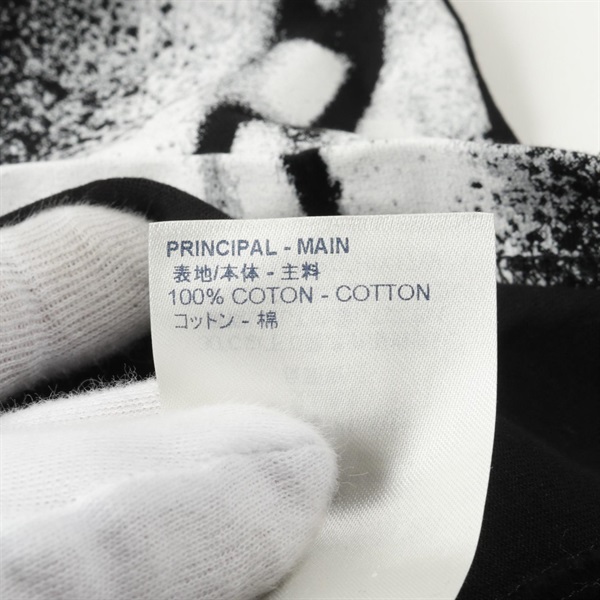 PRINCIPAL - MAIN
表地/本体 - 主料
100% COTON - COTTON
コットン - 棉